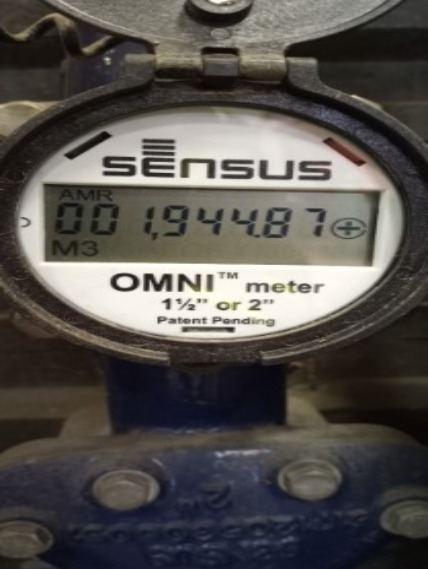 SENSUS
AMR
001,944.87
M3
OMNI™ meter
1½" or 2"
Patent Pending